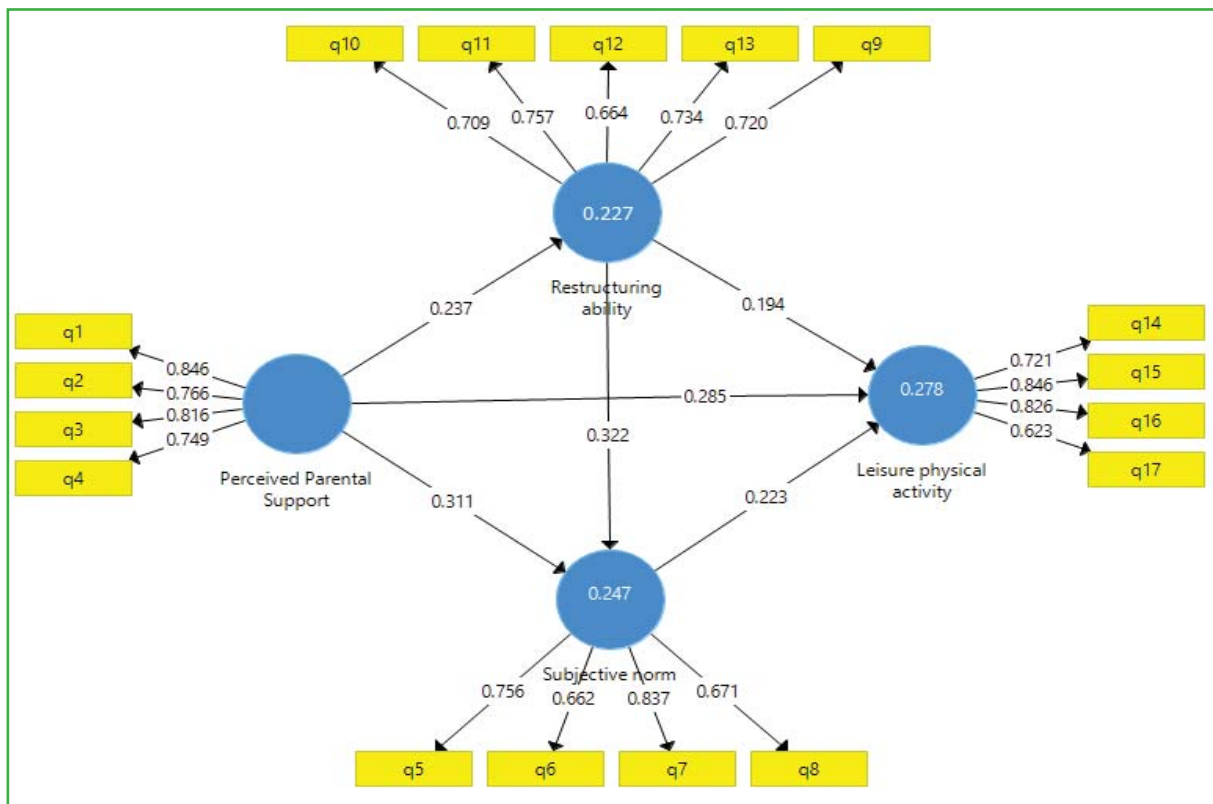 q10
q11
q12
q13
q9
0.709
0.757
0.664
0.734
0.720
0.227
Restructuring
ability
0.237
0.194
q1
q2
q3
q4
0.846
0.766
0.816
0.749
Perceived Parental
Support
0.285
0.322
0.278
Leisure physical
activity
0.721
0.846
0.826
0.623
q14
q15
q16
q17
0.311
0.223
0.247
Subjective norm
0.756
0.662
0.837
0.671
q5
q6
q7
q8